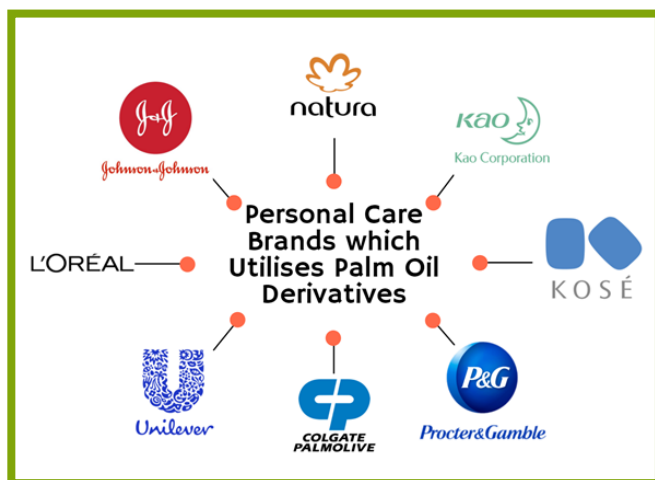 natura
J&J
Johnson & Johnson
Kao
Kao Corporation
Personal Care
Brands which
Utilises Palm Oil
Derivatives
L'ORÉAL
KOSÉ
U
Unilever
CP
COLGATE
PALMOLIVE
P&G
Procter&Gamble